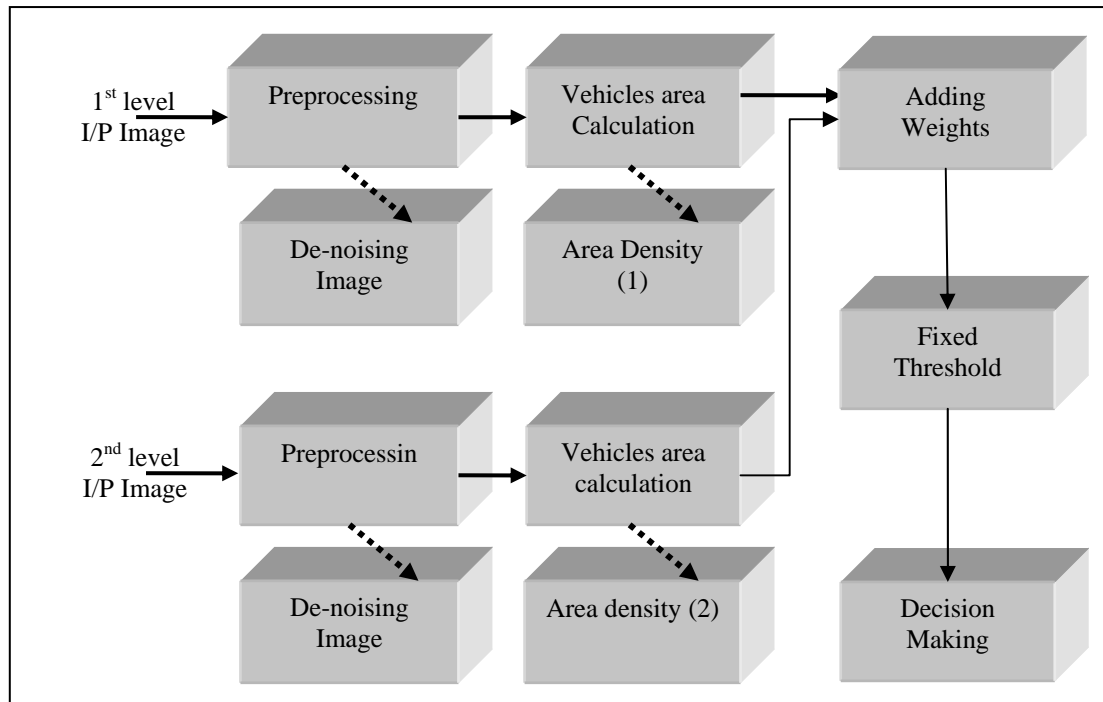 1st level
I/P Image
Preprocessing
Vehicles area
Calculation
Adding
Weights
De-noising
Image
Area Density
(1)
Fixed
Threshold
2nd level
I/P Image
Preprocessin
Vehicles area
calculation
De-noising
Image
Area density (2)
Decision
Making